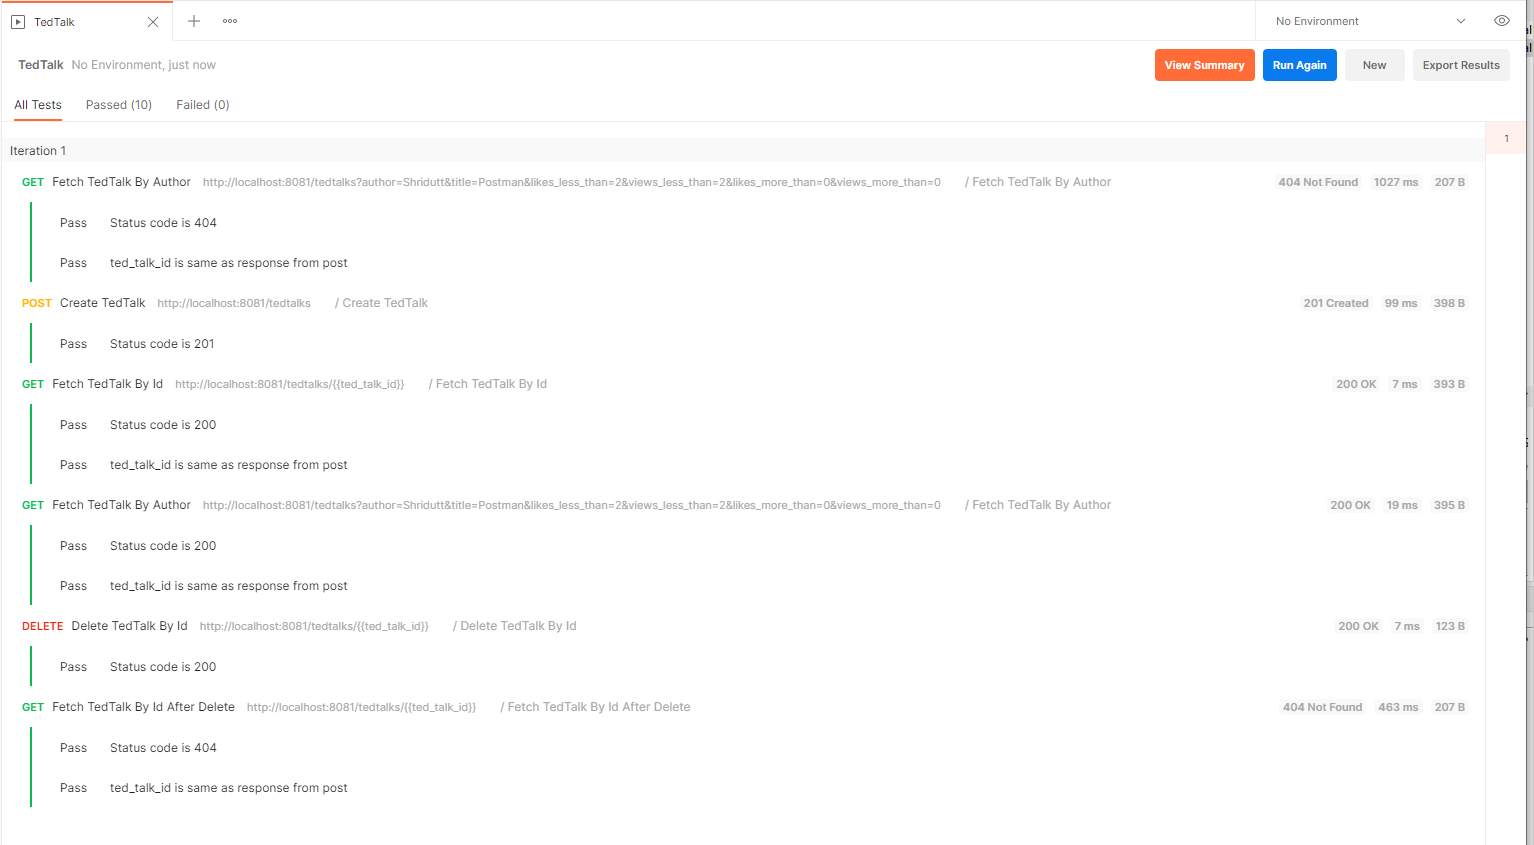 TedTalk
No Environment
TedTalk No Environment, just now View Summary Run Again New Export Results
All Tests Passed (10) Failed (0)
Iteration 1 1
GET Fetch TedTalk By Author http://localhost:8081/tedtalks?author=Shridutt&title=Postman&likes_less_than=2&views_less_than=2&likes_more_than=0&views_more_than=0 / Fetch TedTalk By Author 404 Not Found 1027 ms 207 B
Pass Status code is 404
Pass ted_talk_id is same as response from post
POST Create TedTalk http://localhost:8081/tedtalks / Create TedTalk 201 Created 99 ms 398 B
Pass Status code is 201
GET Fetch TedTalk By Id http://localhost:8081/tedtalks/{{ted_talk_id}} / Fetch TedTalk By Id 200 OK 7 ms 393 B
Pass Status code is 200
Pass ted_talk_id is same as response from post
GET Fetch TedTalk By Author http://localhost:8081/tedtalks?author=Shridutt&title=Postman&likes_less_than=2&views_less_than=2&likes_more_than=0&views_more_than=0 / Fetch TedTalk By Author 200 OK 19 ms 395 B
Pass Status code is 200
Pass ted_talk_id is same as response from post
DELETE Delete TedTalk By Id http://localhost:8081/tedtalks/{{ted_talk_id}} / Delete TedTalk By Id 200 OK 7 ms 123 B
Pass Status code is 200
GET Fetch TedTalk By Id After Delete http://localhost:8081/tedtalks/{{ted_talk_id}} / Fetch TedTalk By Id After Delete 404 Not Found 463 ms 207 B
Pass Status code is 404
Pass ted_talk_id is same as response from post